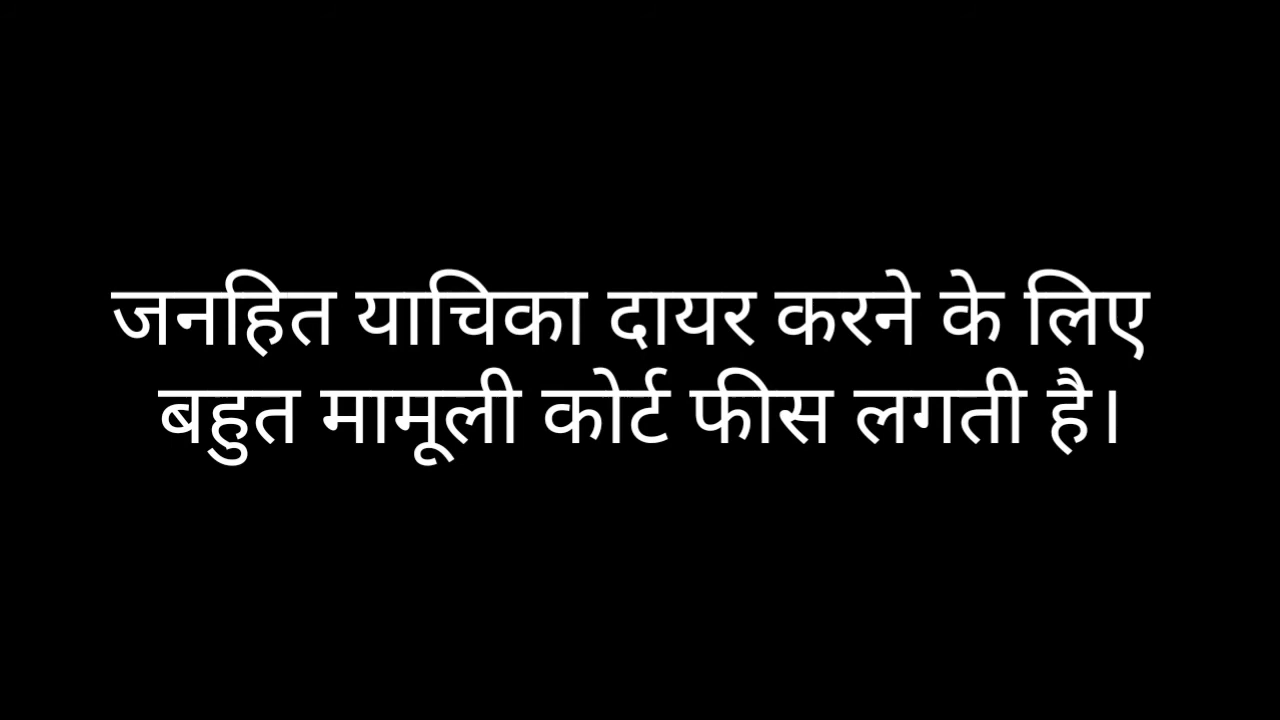 जनहित याचिका दायर करने के लिए
बहुत मामूली कोर्ट फीस लगती है।